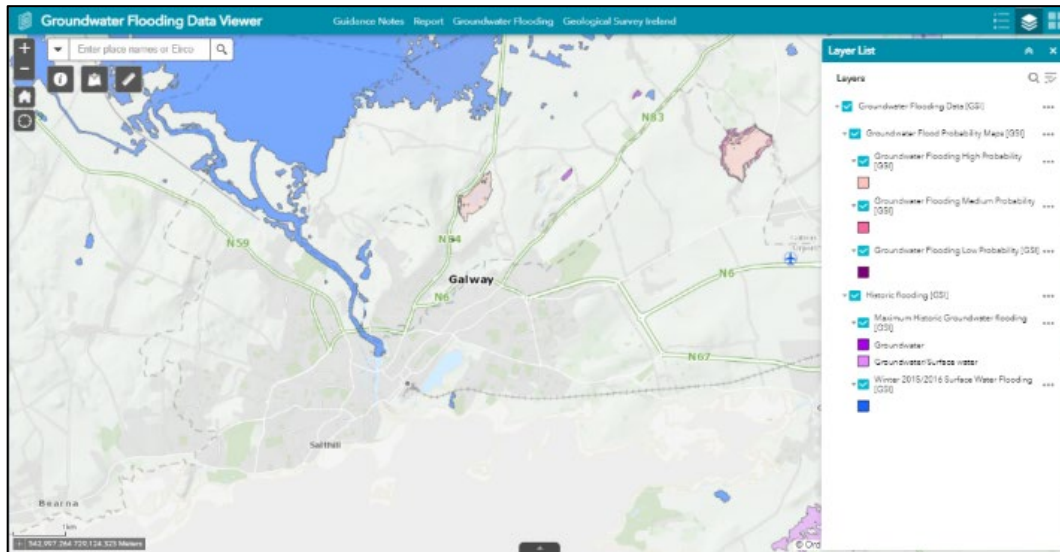 Groundwater Flooding Data Viewer
Guidance Notes Report Groundwater Flooding Geological Survey Ireland
Enter place names or Eirco
Layer List
Layers
Groundwater Flooding Data [GSI]
Groundwater Flood Probability Maps [GSI]
Groundwater Flooding High Probability
[GSI]
Groundwater Flooding Medium Probability
[GSI]
Groundwater Flooding Low Probability [GSI]
Historic flooding [GSI]
Maximum Historic Groundwater flooding
[GSI]
Groundwater
Groundwater/Surface water
Winter 2015/2016 Surface Water Flooding
[GSI]
N83
N59
N84
Galway
N6
N6
N67
Salthill
Bearna
1km
Meters
© Ord